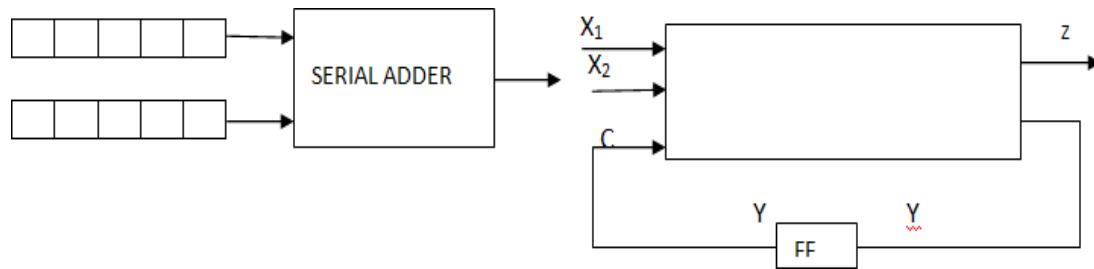 SERIAL ADDER
X₁
X₂
C
z
Y
Y
FF